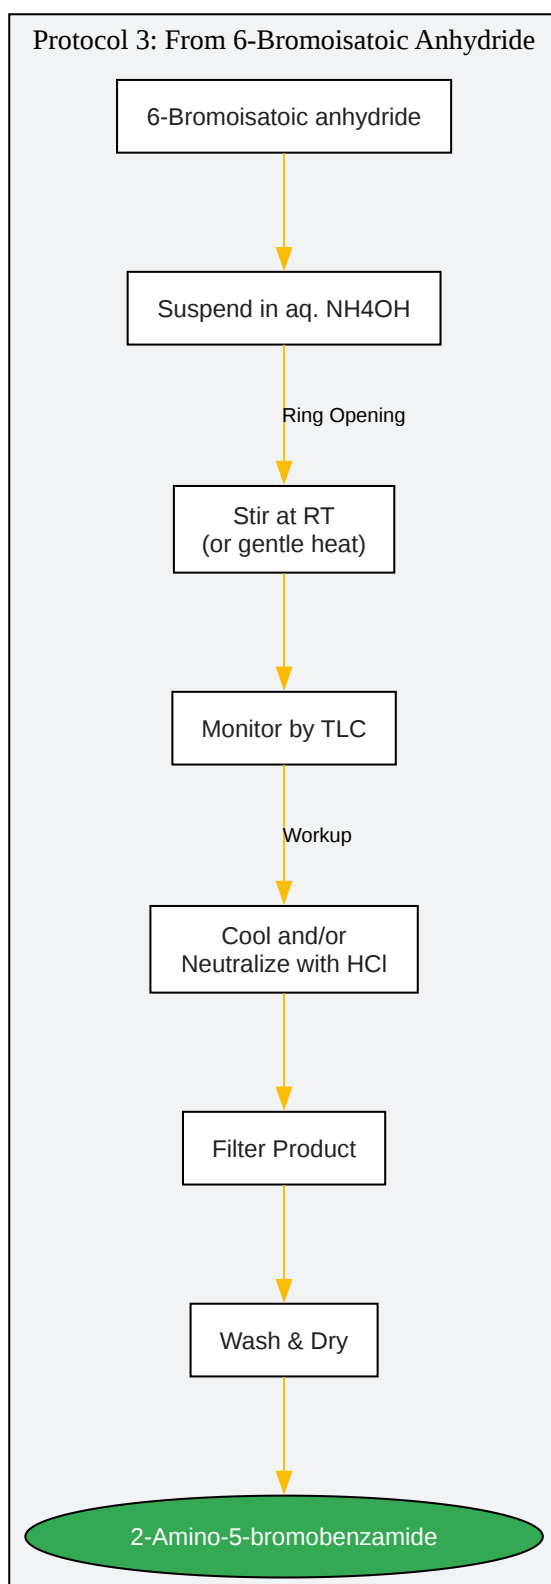 Protocol 3: From 6-Bromoisatoic Anhydride
6-Bromoisatoic anhydride
Suspend in aq. NH4OH
Ring Opening
Stir at RT
(or gentle heat)
Monitor by TLC
Workup
Cool and/or
Neutralize with HCl
Filter Product
Wash & Dry
2-Amino-5-bromobenzamide